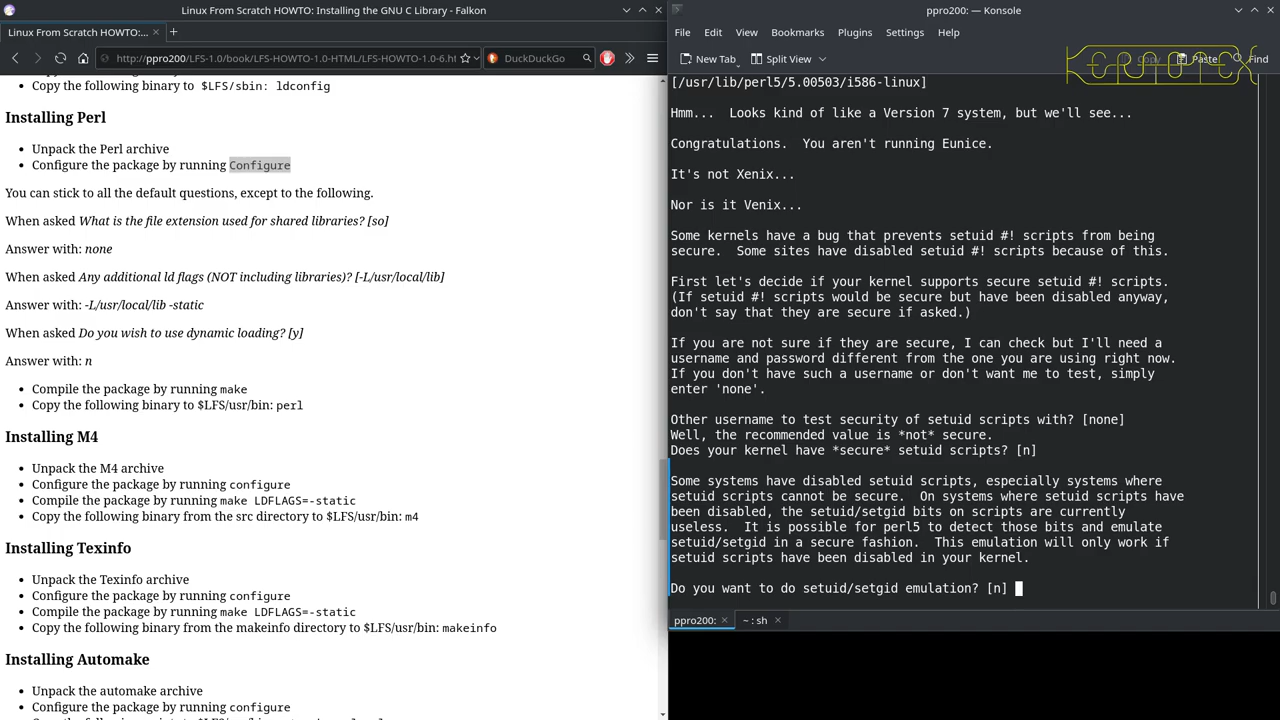 Linux From Scratch HOWTO: Installing the GNU C Library - Falkon
Linux From Scratch HOWTO:...
http://ppro200/LFS-1.0/book/LFS-HOWTO-1.0-HTML/LFS-HOWTO-1.0-6.ht
DuckDuckGo
Copy the following binary to $LFS/sbin: ldconfig
Installing Perl
Unpack the Perl archive
Configure the package by running Configure
You can stick to all the default questions, except to the following.
When asked What is the file extension used for shared libraries? [so]
Answer with: none
When asked Any additional ld flags (NOT including libraries)? [-L/usr/local/lib]
Answer with: -L/usr/local/lib -static
When asked Do you wish to use dynamic loading? [y]
Answer with: n
Compile the package by running make
Copy the following binary to $LFS/usr/bin: perl
Installing M4
Unpack the M4 archive
Configure the package by running configure
Compile the package by running make LDFLAGS=-static
Copy the following binary from the src directory to $LFS/usr/bin: m4
Installing Texinfo
Unpack the Texinfo archive
Configure the package by running configure
Compile the package by running make LDFLAGS=-static
Copy the following binary from the makeinfo directory to $LFS/usr/bin: makeinfo
Installing Automake
Unpack the automake archive
Configure the package by running configure
ppro200: — Konsole
File Edit View Bookmarks Plugins Settings Help
New Tab Split View Copy Paste Find
[/usr/lib/perl5/5.00503/i586-linux]
Hmm...  Looks kind of like a Version 7 system, but we'll see...
Congratulations.  You aren't running Eunice.
It's not Xenix...
Nor is it Venix...
Some kernels have a bug that prevents setuid #! scripts from being
secure.  Some sites have disabled setuid #! scripts because of this.
First let's decide if your kernel supports secure setuid #! scripts.
(If setuid #! scripts would be secure but have been disabled anyway,
don't say that they are secure if asked.)
If you are not sure if they are secure, I can check but I'll need a
username and password different from the one you are using right now.
If you don't have such a username or don't want me to test, simply
enter 'none'.
Other username to test security of setuid scripts with? [none]
Well, the recommended value is *not* secure.
Does your kernel have *secure* setuid scripts? [n]
Some systems have disabled setuid scripts, especially systems where
setuid scripts cannot be secure.  On systems where setuid scripts have
been disabled, the setuid/setgid bits on scripts are currently
useless.  It is possible for perl5 to detect those bits and emulate
setuid/setgid in a secure fashion.  This emulation will only work if
setuid scripts have been disabled in your kernel.
Do you want to do setuid/setgid emulation? [n]
ppro200:
~ : sh